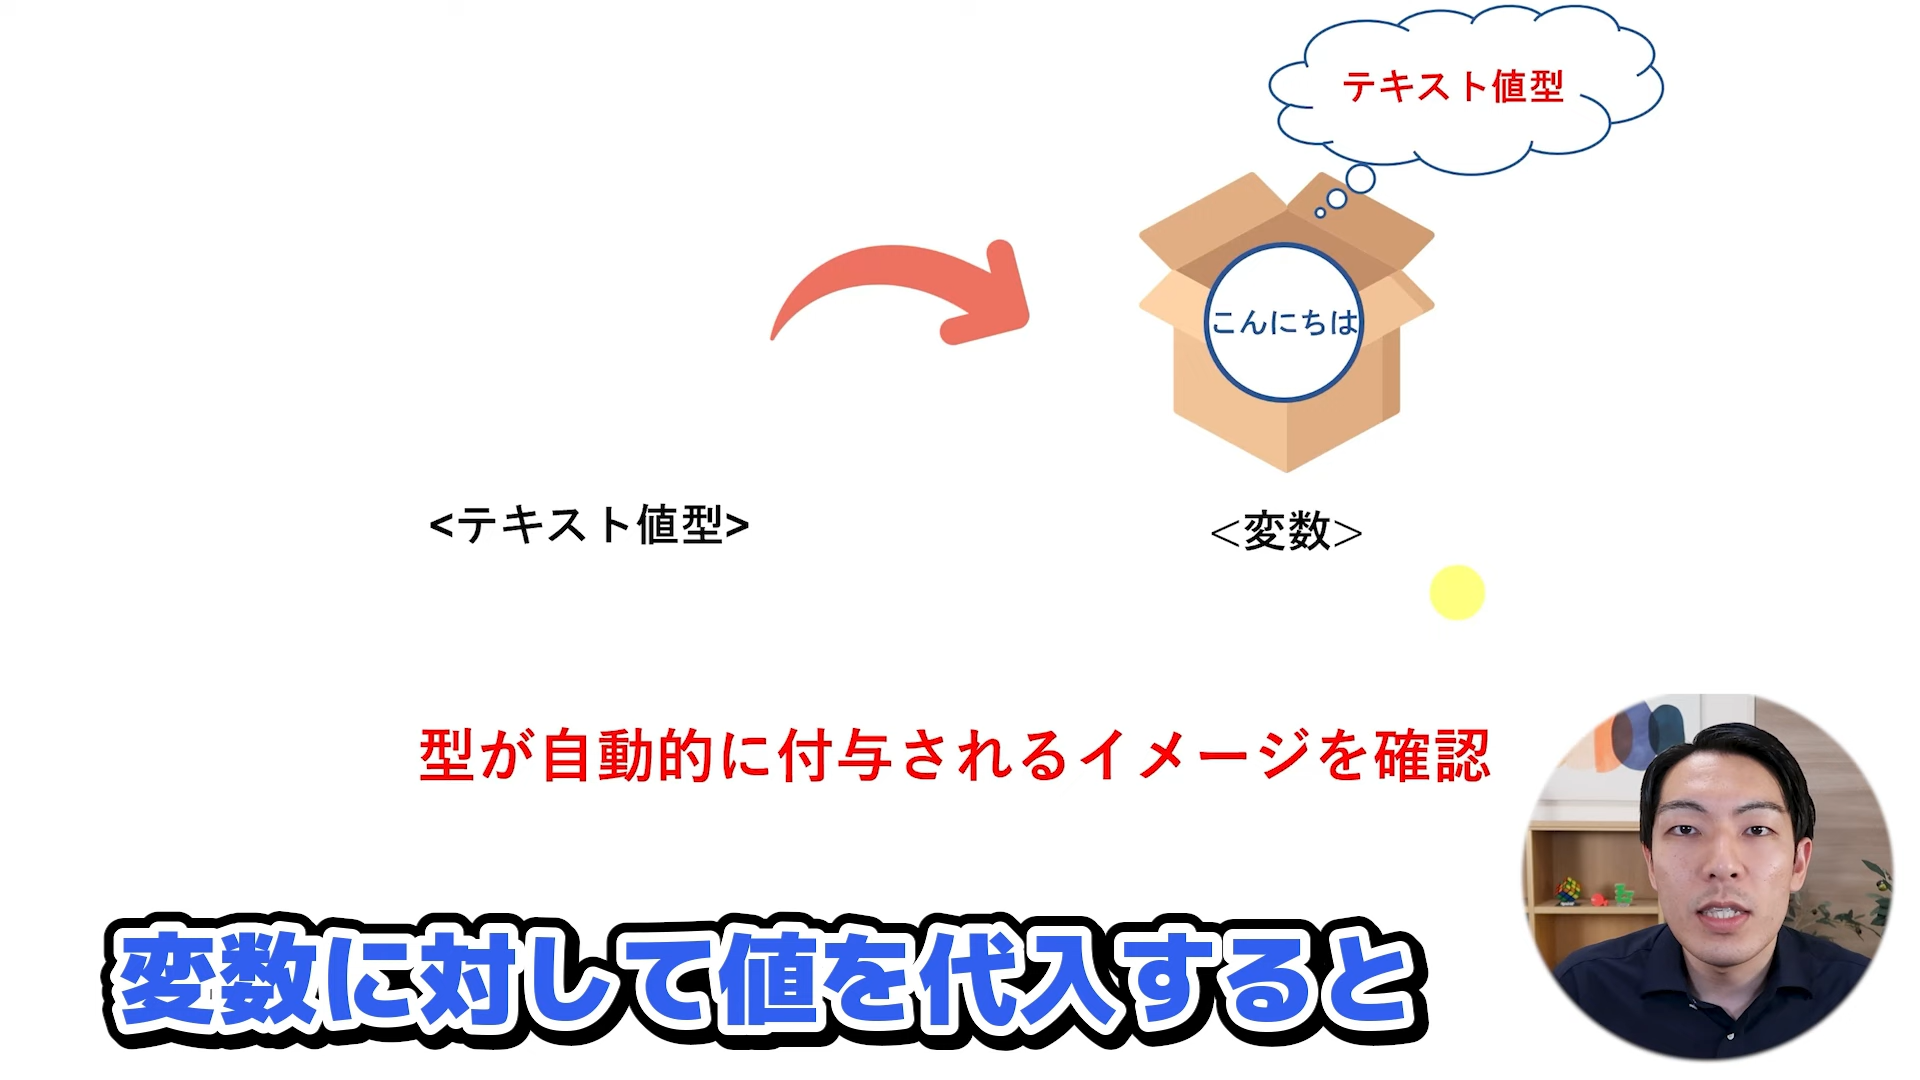 テキスト値型
こんにちは
<テキスト値型>
<変数>
型が自動的に付与されるイメージを確認
変数に対して値を代入すると